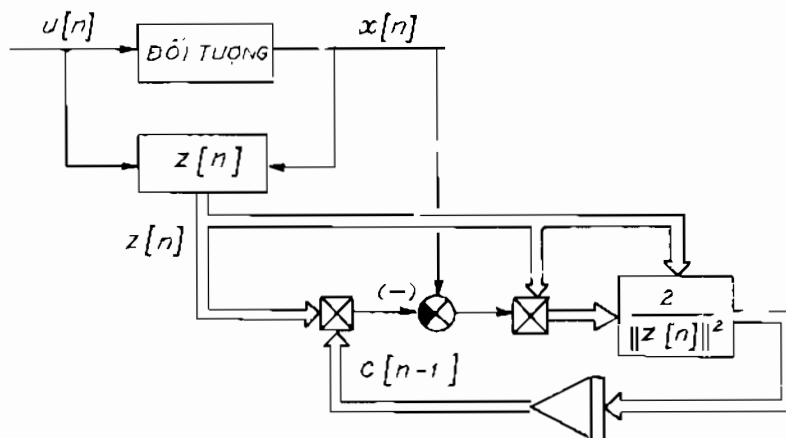 u[n]
x[n]
ĐỐI TƯỢNG
z[n]
z[n]
(-)
2
||z[n]||²
C[n-1]